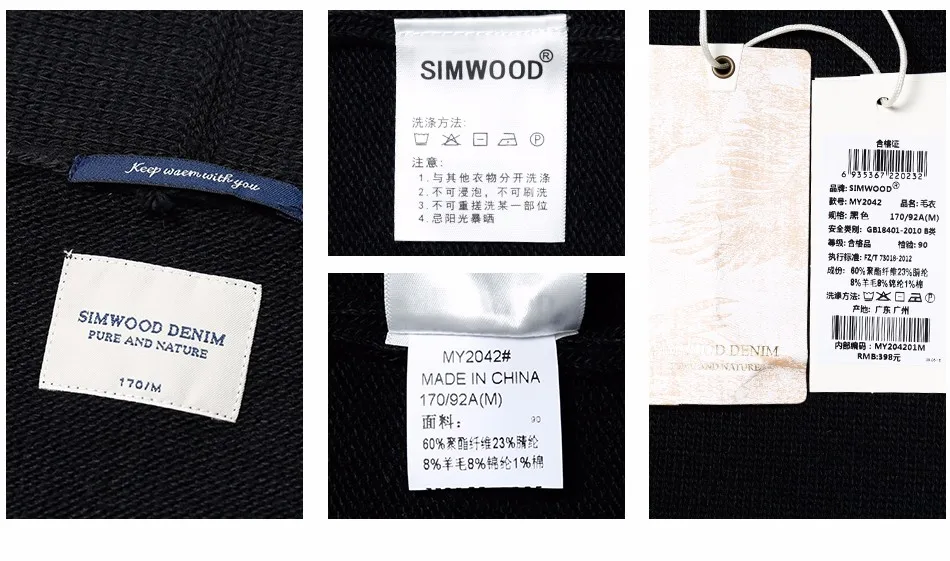 Keep waem with you
SIMWOOD DENIM
PURE AND NATURE
170/M
SIMWOOD®
洗涤方法:
注意:
1.与其他衣物分开洗涤
2.不可浸泡，不可刷洗
3.不可重搓洗某一部位
4.忌阳光暴晒
MY2042#
MADE IN CHINA
170/92A(M)
面料:
90
60%聚酯纤维23%腈纶
8%羊毛8%锦纶1%棉
OD DENIM
AND NATURE
合格证
6 935367 220232
品牌: SIMWOOD®
款号: MY2042 品名: 毛衣
规格: 黑色 170/92A(M)
安全类别: GB18401-2010 B类
等级: 合格品 检验: 90
执行标准: FZ/T 73018-2012
成份: 60%聚酯纤维23%腈纶
8%羊毛8%锦纶1%棉
洗涤方法:
产地: 广东 广州
内部编码: MY204201M
RMB:398元